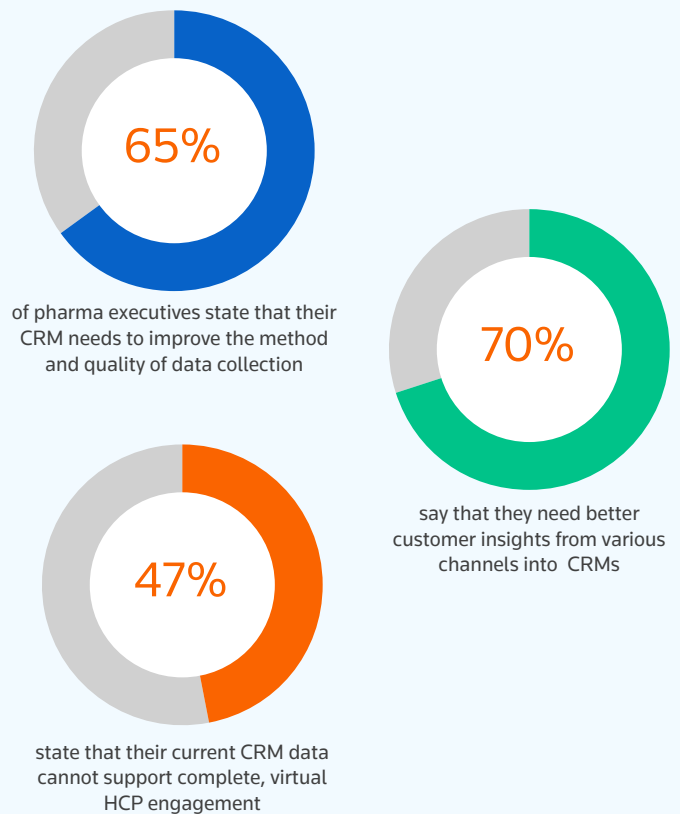 65%
of pharma executives state that their
CRM needs to improve the method
and quality of data collection
70%
say that they need better
customer insights from various
channels into CRMs
47%
state that their current CRM data
cannot support complete, virtual
HCP engagement